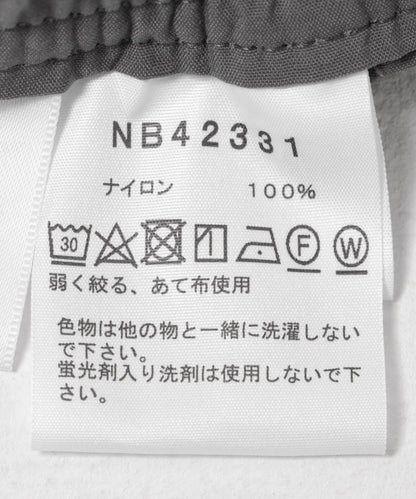 NB42331
ナイロン 100%
30 F W
弱く絞る、あて布使用
色物は他の物と一緒に洗濯しない
で下さい。
蛍光剤入り洗剤は使用しないで下
さい。